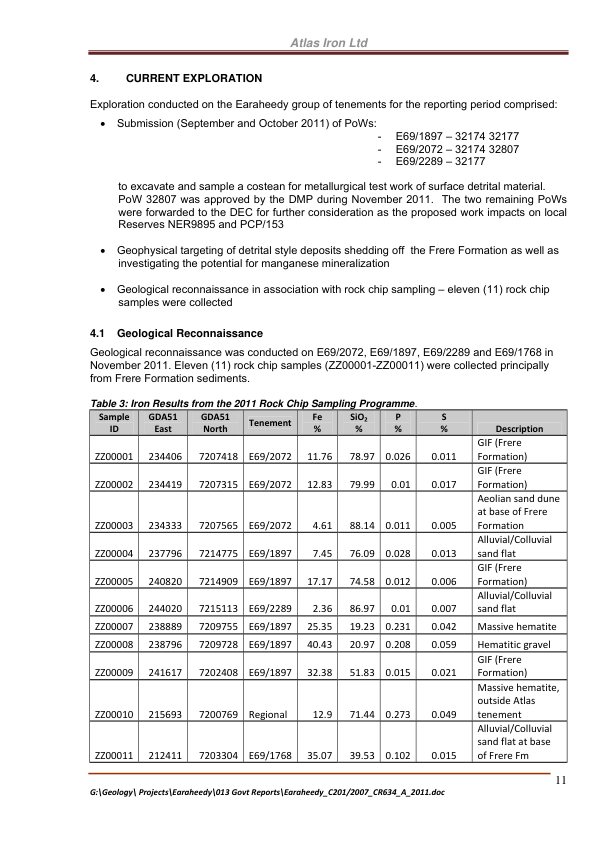 Atlas Iron Ltd
4. CURRENT EXPLORATION
Exploration conducted on the Earaheedy group of tenements for the reporting period comprised:
• Submission (September and October 2011) of PoWs:
- E69/1897 – 32174 32177
- E69/2072 – 32174 32807
- E69/2289 – 32177
to excavate and sample a costean for metallurgical test work of surface detrital material.
PoW 32807 was approved by the DMP during November 2011. The two remaining PoWs
were forwarded to the DEC for further consideration as the proposed work impacts on local
Reserves NER9895 and PCP/153
• Geophysical targeting of detrital style deposits shedding off the Frere Formation as well as
investigating the potential for manganese mineralization
• Geological reconnaissance in association with rock chip sampling – eleven (11) rock chip
samples were collected
4.1 Geological Reconnaissance
Geological reconnaissance was conducted on E69/2072, E69/1897, E69/2289 and E69/1768 in
November 2011. Eleven (11) rock chip samples (ZZ00001-ZZ00011) were collected principally
from Frere Formation sediments.
Table 3: Iron Results from the 2011 Rock Chip Sampling Programme.
Sample GDA51 GDA51 Tenement Fe SiO₂ P S
ID East North % % % % Description
GIF (Frere
ZZ00001 234406 7207418 E69/2072 11.76 78.97 0.026 0.011 Formation)
GIF (Frere
ZZ00002 234419 7207315 E69/2072 12.83 79.99 0.01 0.017 Formation)
Aeolian sand dune
at base of Frere
ZZ00003 234333 7207565 E69/2072 4.61 88.14 0.011 0.005 Formation
Alluvial/Colluvial
ZZ00004 237796 7214775 E69/1897 7.45 76.09 0.028 0.013 sand flat
GIF (Frere
ZZ00005 240820 7214909 E69/1897 17.17 74.58 0.012 0.006 Formation)
Alluvial/Colluvial
ZZ00006 244020 7215113 E69/2289 2.36 86.97 0.01 0.007 sand flat
ZZ00007 238889 7209755 E69/1897 25.35 19.23 0.231 0.042 Massive hematite
ZZ00008 238796 7209728 E69/1897 40.43 20.97 0.208 0.059 Hematitic gravel
GIF (Frere
ZZ00009 241617 7202408 E69/1897 32.38 51.83 0.015 0.021 Formation)
Massive hematite,
outside Atlas
ZZ00010 215693 7200769 Regional 12.9 71.44 0.273 0.049 tenement
Alluvial/Colluvial
sand flat at base
ZZ00011 212411 7203304 E69/1768 35.07 39.53 0.102 0.015 of Frere Fm
11
G:\Geology\ Projects\Earaheedy\013 Govt Reports\Earaheedy_C201/2007_CR634_A_2011.doc